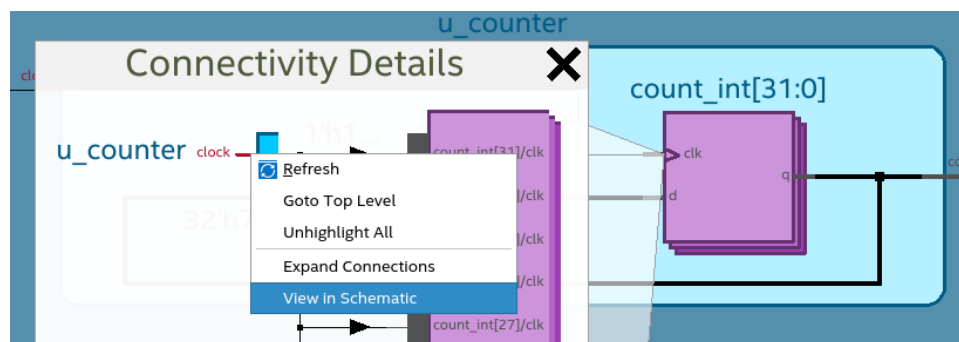 u_counter
Connectivity Details
count_int[31:0]
1'h1
u_counter clock
count_int[31]/clk
clk
Refresh
Goto Top Level
]/clk
q
d
32'h7
Unhighlight All
]/clk
Expand Connections
]/clk
View in Schematic
count_int[27]/clk